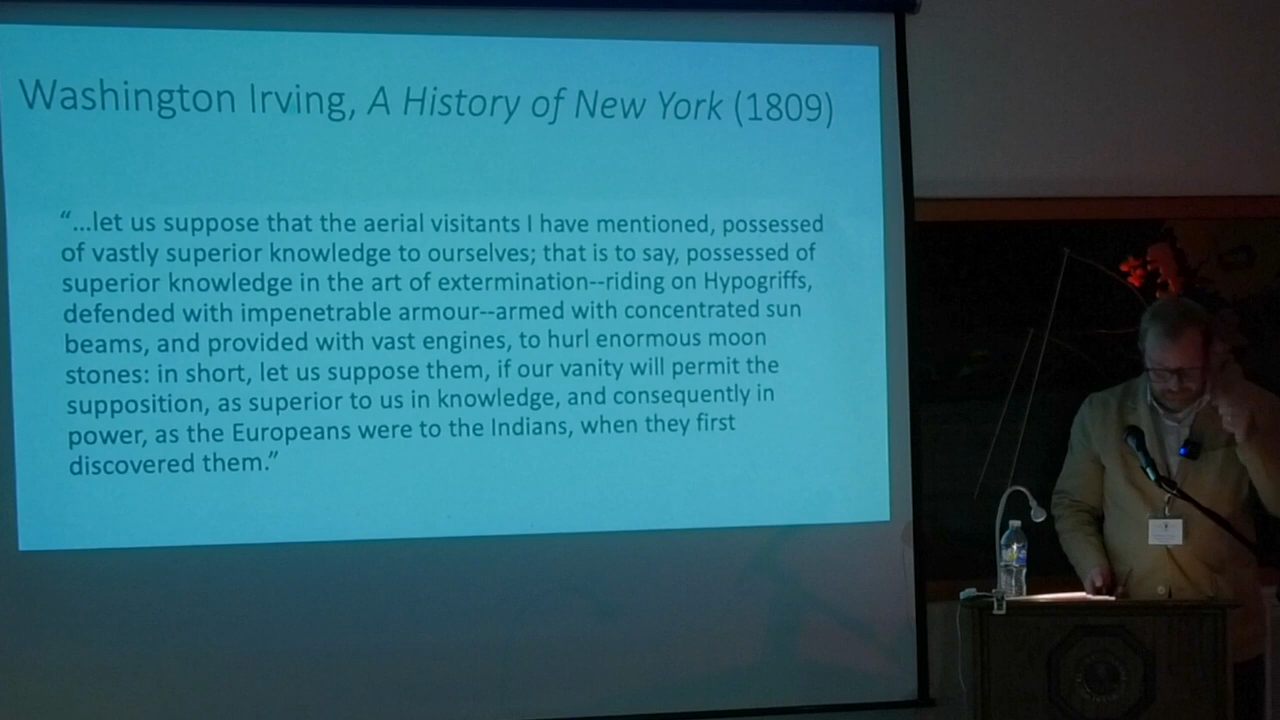 Washington Irving, A History of New York (1809)
“...let us suppose that the aerial visitants I have mentioned, possessed
of vastly superior knowledge to ourselves; that is to say, possessed of
superior knowledge in the art of extermination--riding on Hypogriffs,
defended with impenetrable armour--armed with concentrated sun
beams, and provided with vast engines, to hurl enormous moon
stones: in short, let us suppose them, if our vanity will permit the
supposition, as superior to us in knowledge, and consequently in
power, as the Europeans were to the Indians, when they first
discovered them.”